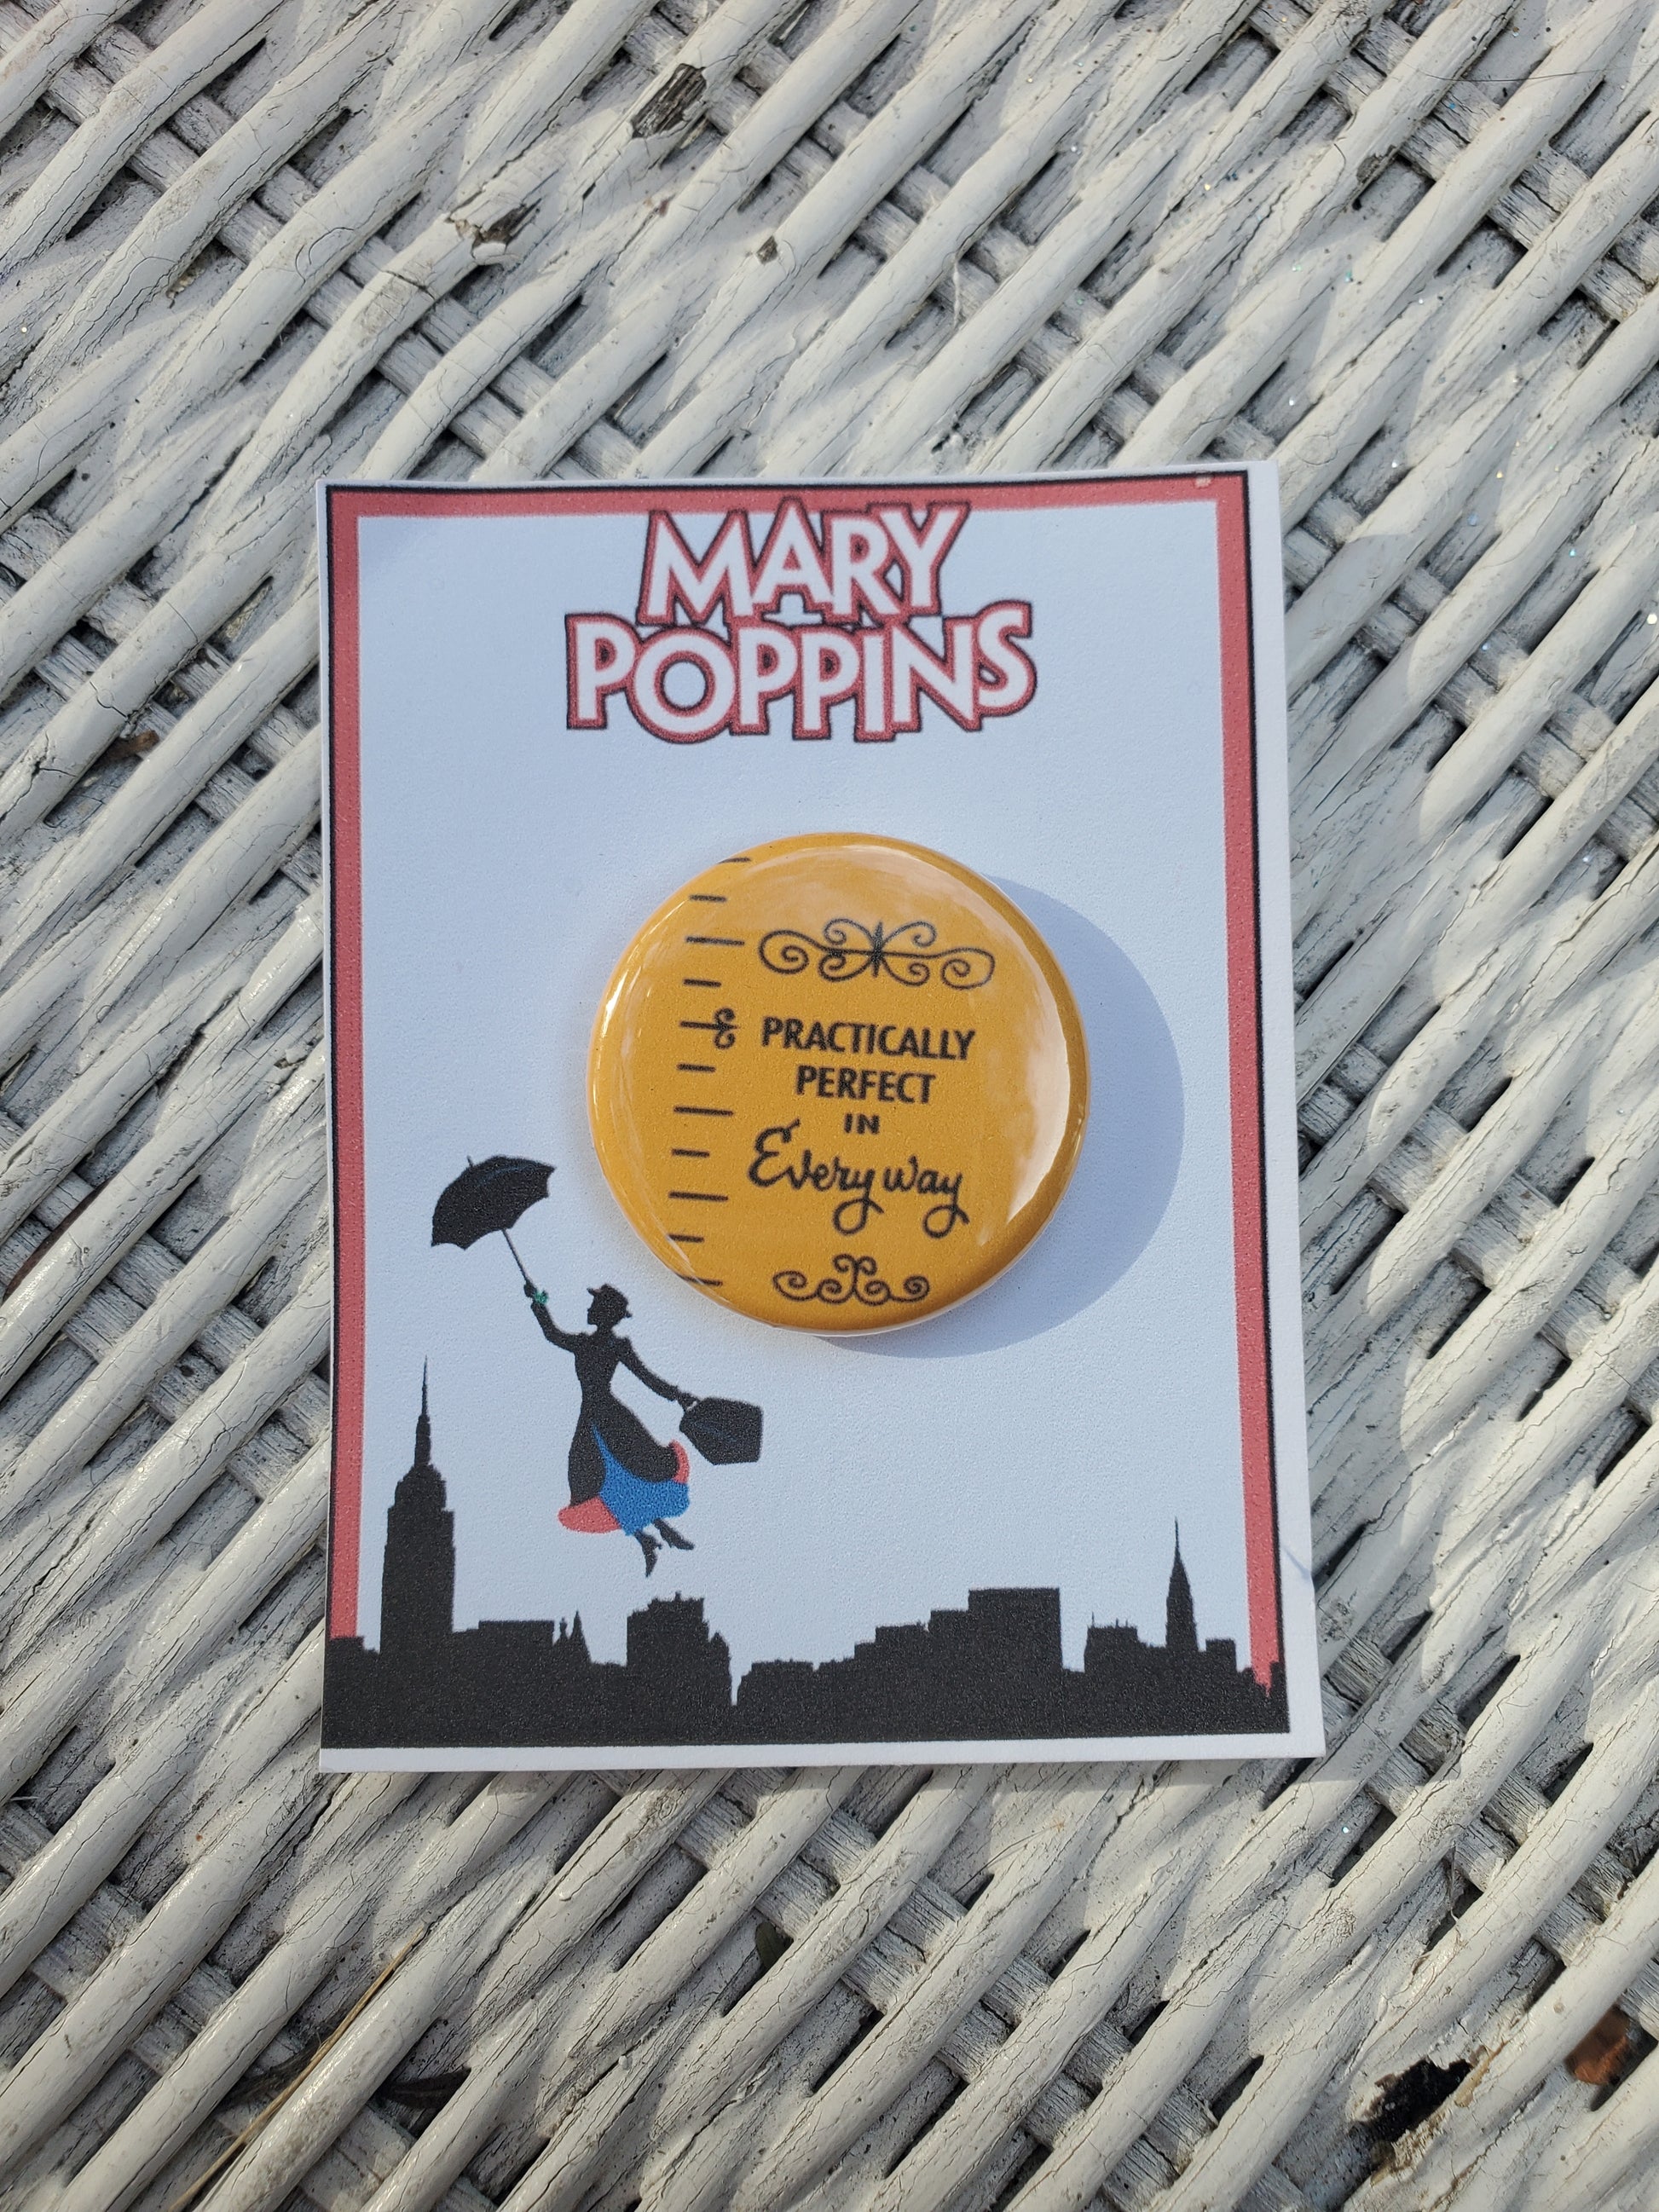 MARY
POPPINS
PRACTICALLY
PERFECT
IN
Every way